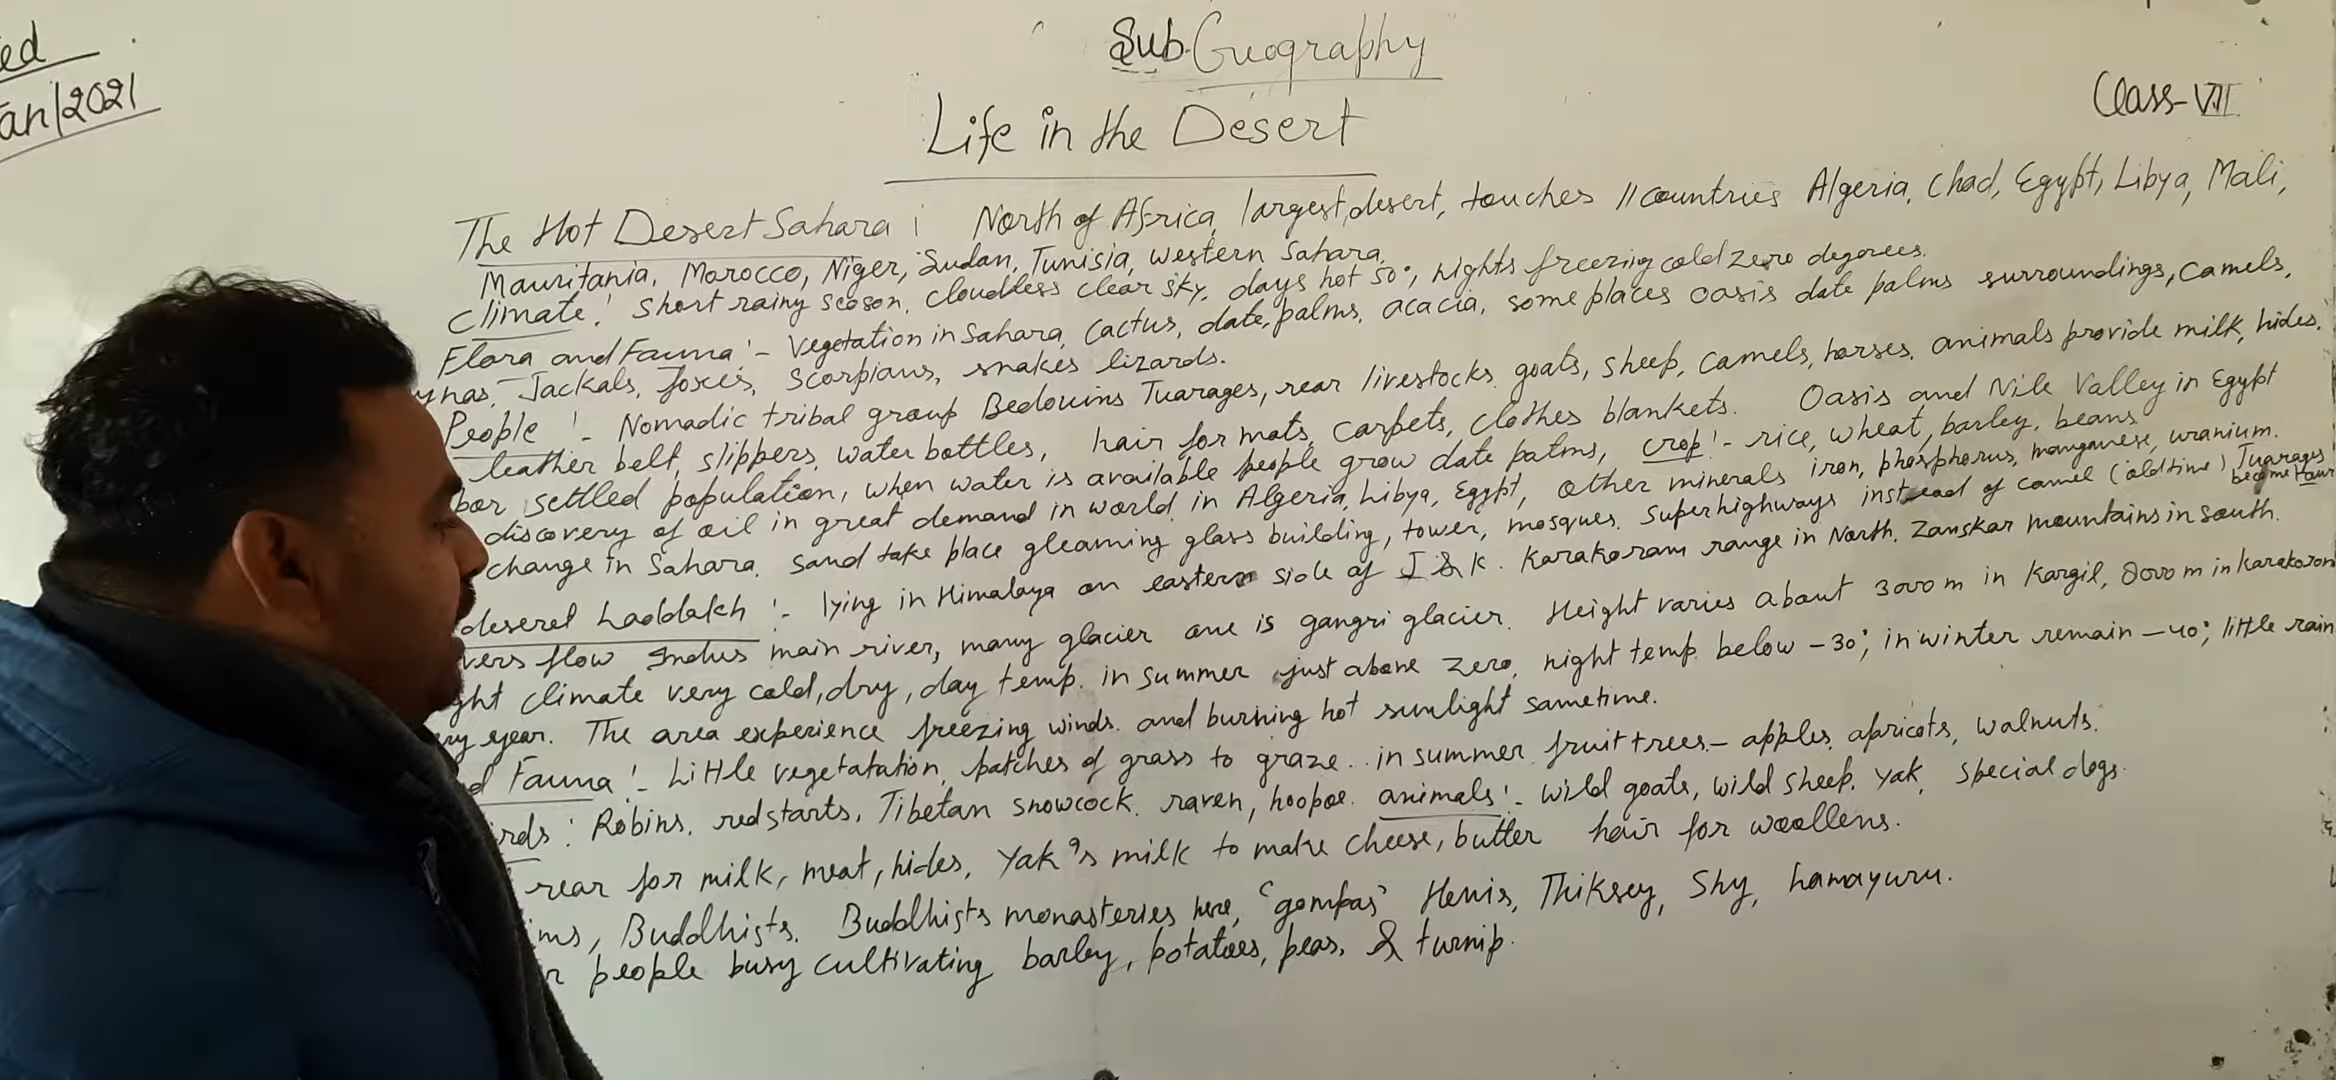 ed
Jan|2021
Sub. Geography
Class-VII
Life in the Desert
The Hot Desert Sahara : North of Africa, largest desert, touches 11 countries Algeria, Chad, Egypt, Libya, Mali,
Mauritania, Morocco, Niger, Sudan, Tunisia, western Sahara.
Climate: Short rainy season, cloudless clear sky, days hot 50°, nights freezing cold zero degrees.
Flora and Fauna:- Vegetation in Sahara, cactus, date, palms, acacia, some places oasis date palms surroundings, Camels,
ynas, Jackals, foxes, Scorpians, snakes lizards.
People:- Nomadic tribal group Bedouins Tuarages, rear livestocks goats, sheep, camels, horses. animals provide milk, hides.
leather belt, slippers, water bottles, hair for mats, carpets, clothes blankets. Oasis and Nile Valley in Egypt
settled population, when water is available people grow date palms, crop:- rice, wheat, barley, beans
discovery of oil in great demand in world in Algeria, Libya, Egypt, other minerals iron, phosphorus, manganese, uranium.
change in Sahara. sand take place gleaming glass building, tower, mosques. Superhighways instead of camel (oldtime) Tuarages become
deseret Laddakh:- lying in Himalaya on eastern side of J & K. Karakoram range in North. Zanskar mountains in south.
vers flow Indus main river, many glacier one is gangri glacier. Height varies about 3000 m in Kargil, 8000 m in Karakoram
ght climate very cold, dry, day temp. in summer just above zero, night temp. below -30°, in winter remain -40°, little rain
ry year. The area experience freezing winds. and burning hot sunlight sametime.
d Fauna:- Little vegetatation, patches of grass to graze.. in summer fruit trees- apples, apricots, walnuts.
irds: Robins, redstarts, Tibetan snowcock, raven, hoopoe. animals:- wild goats, wild sheep, yak, special dogs.
rear for milk, meat, hides, Yak's milk to make cheese, butter hair for woollens.
ims, Buddhists. Buddhists monasteries here, 'gompas' Hemis, Thiksey, Shy, Lamayuru.
r people busy cultivating barley, potatoes, peas, & turnip.